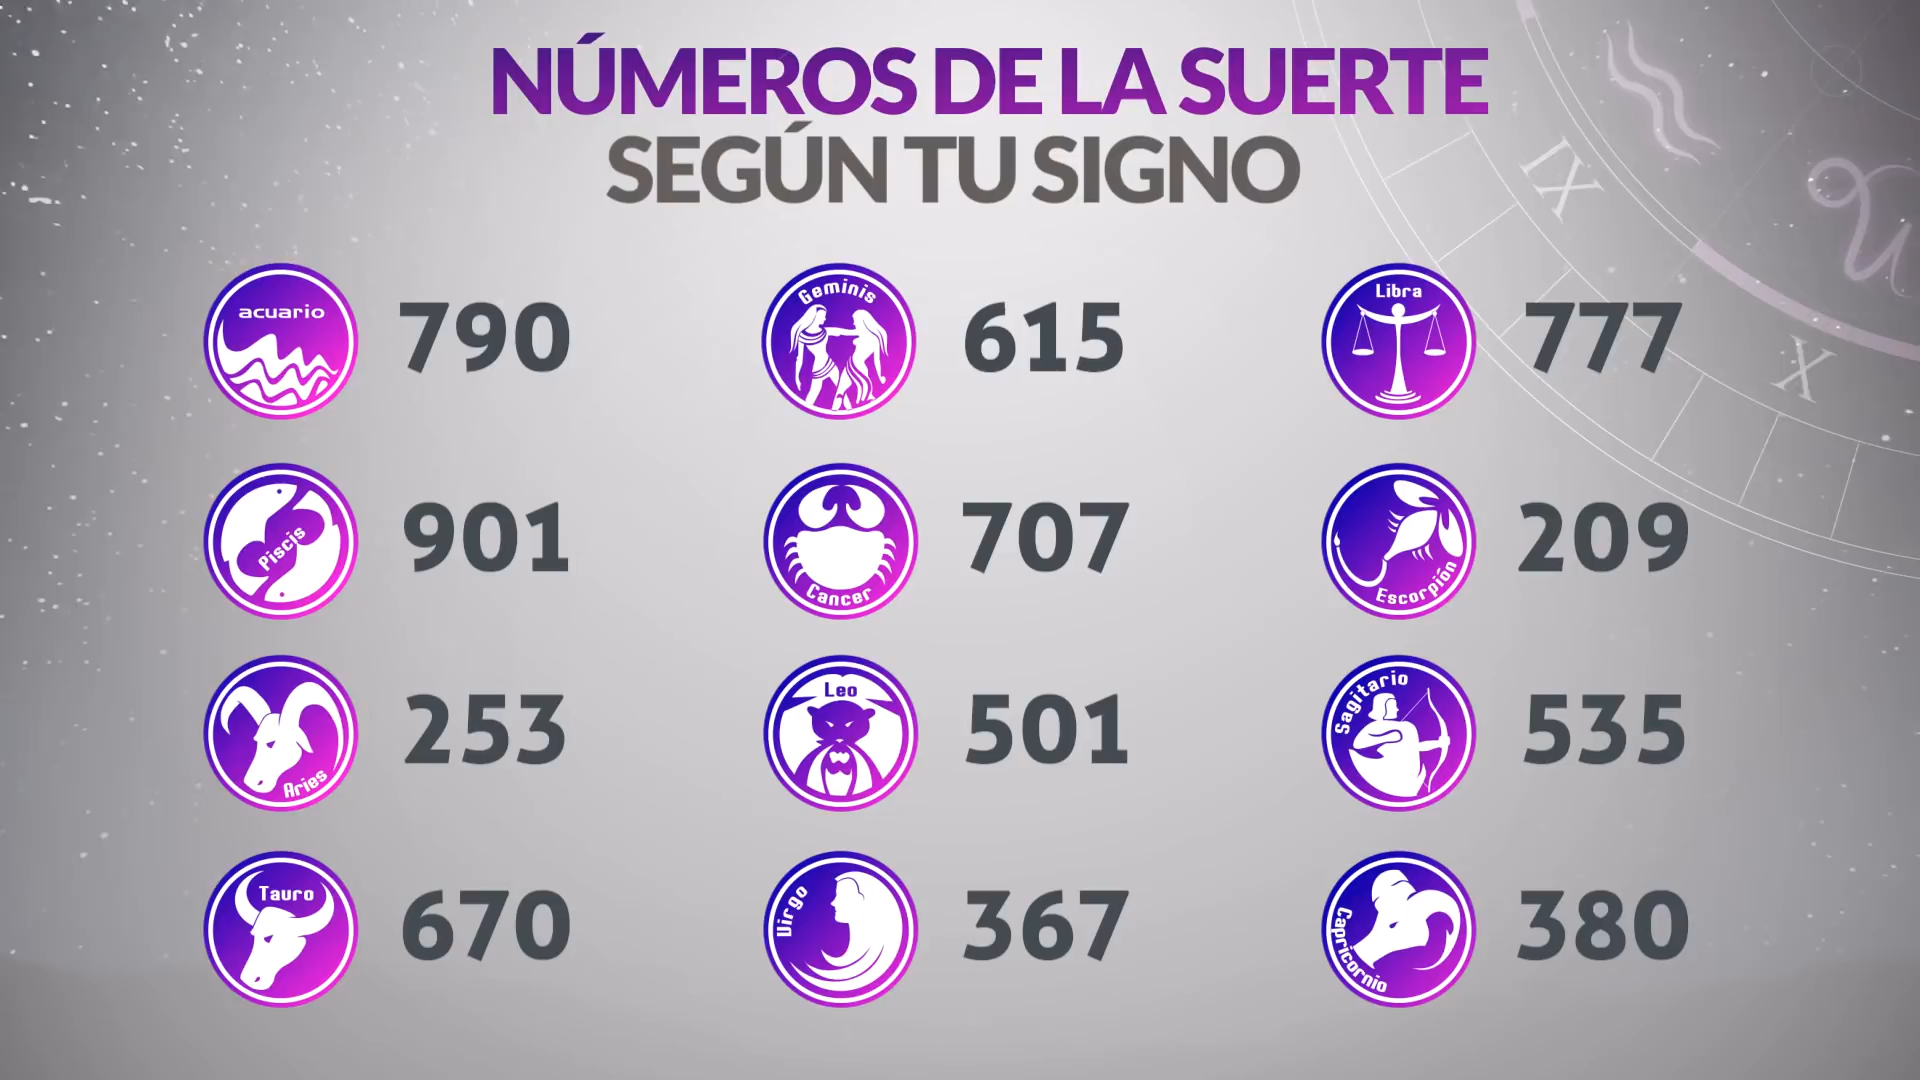 NÚMEROS DE LA SUERTE
SEGÚN TU SIGNO
acuario 790
Geminis 615
Libra 777
Piscis 901
Cancer 707
Escorpión 209
Aries 253
Leo 501
Sagitario 535
Tauro 670
Virgo 367
Capricornio 380
IX
X